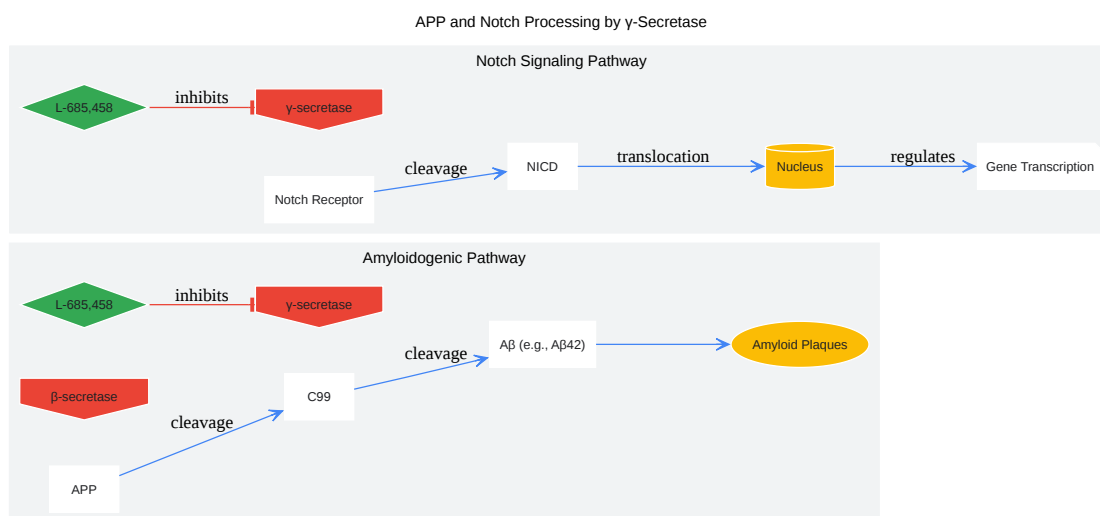 APP and Notch Processing by γ-Secretase
Notch Signaling Pathway
L-685,458
inhibits
γ-secretase
Notch Receptor
cleavage
NICD
translocation
Nucleus
regulates
Gene Transcription
Amyloidogenic Pathway
L-685,458
inhibits
γ-secretase
β-secretase
APP
cleavage
C99
cleavage
Aβ (e.g., Aβ42)
Amyloid Plaques